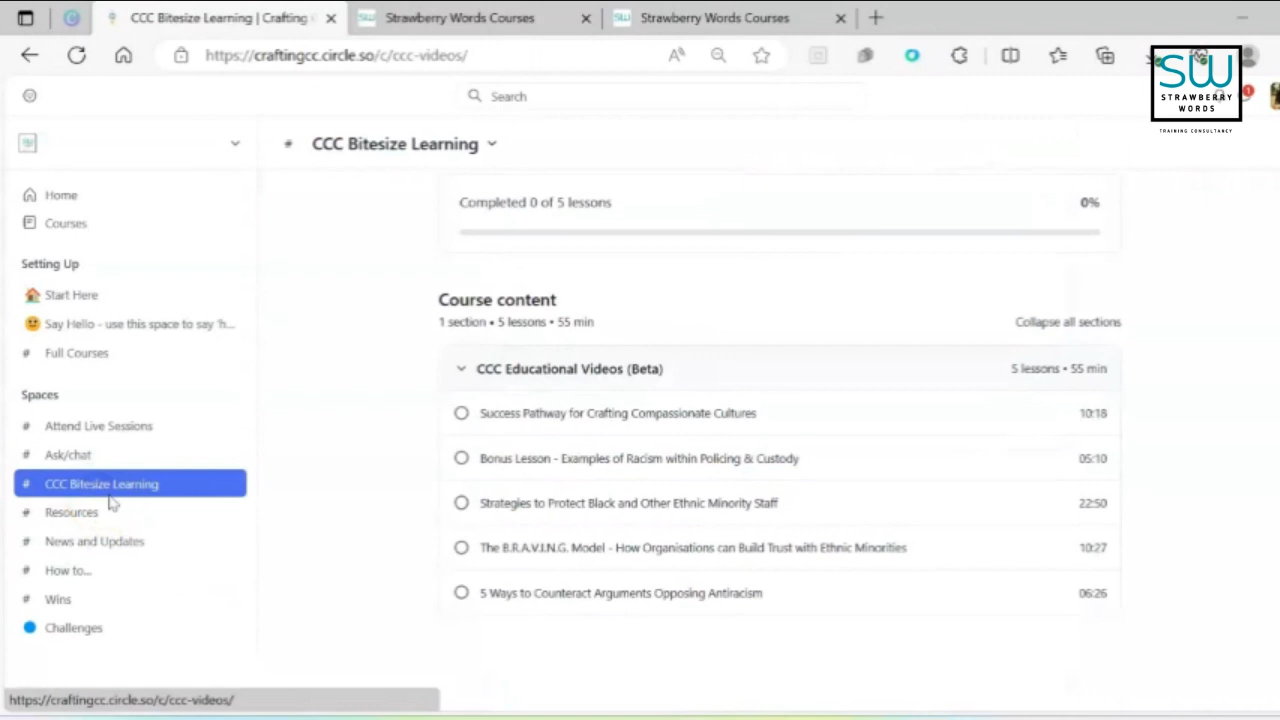 CCC Bitesize Learning | Crafting
Strawberry Words Courses
Strawberry Words Courses
https://craftingcc.circle.so/c/ccc-videos/
Search
SW
STRAWBERRY
WORDS
TRAINING CONSULTANCY
1
# CCC Bitesize Learning
Home
Courses
Setting Up
Start Here
Say Hello - use this space to say 'h...
# Full Courses
Spaces
# Attend Live Sessions
# Ask/chat
# CCC Bitesize Learning
# Resources
# News and Updates
# How to...
# Wins
Challenges
Completed 0 of 5 lessons 0%
Course content
1 section • 5 lessons • 55 min Collapse all sections
CCC Educational Videos (Beta) 5 lessons • 55 min
Success Pathway for Crafting Compassionate Cultures 10:18
Bonus Lesson - Examples of Racism within Policing & Custody 05:10
Strategies to Protect Black and Other Ethnic Minority Staff 22:50
The B.R.A.V.I.N.G. Model - How Organisations can Build Trust with Ethnic Minorities 10:27
5 Ways to Counteract Arguments Opposing Antiracism 06:26
https://craftingcc.circle.so/c/ccc-videos/